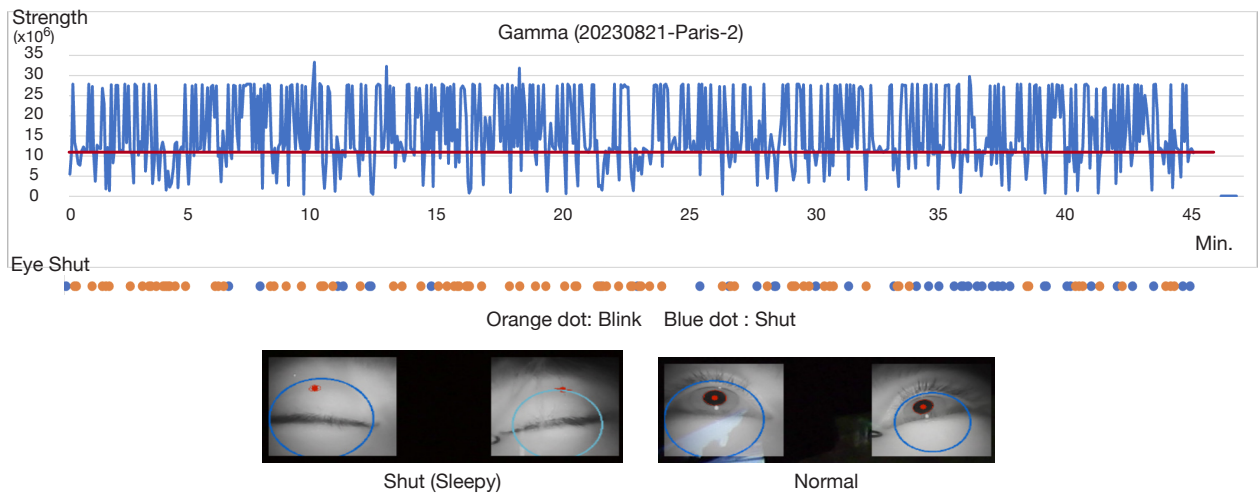 Strength
(x10⁶)
Gamma (20230821-Paris-2)
35
30
25
20
15
10
5
0
0 5 10 15 20 25 30 35 40 45
Min.
Eye Shut
Orange dot: Blink Blue dot : Shut
Shut (Sleepy) Normal